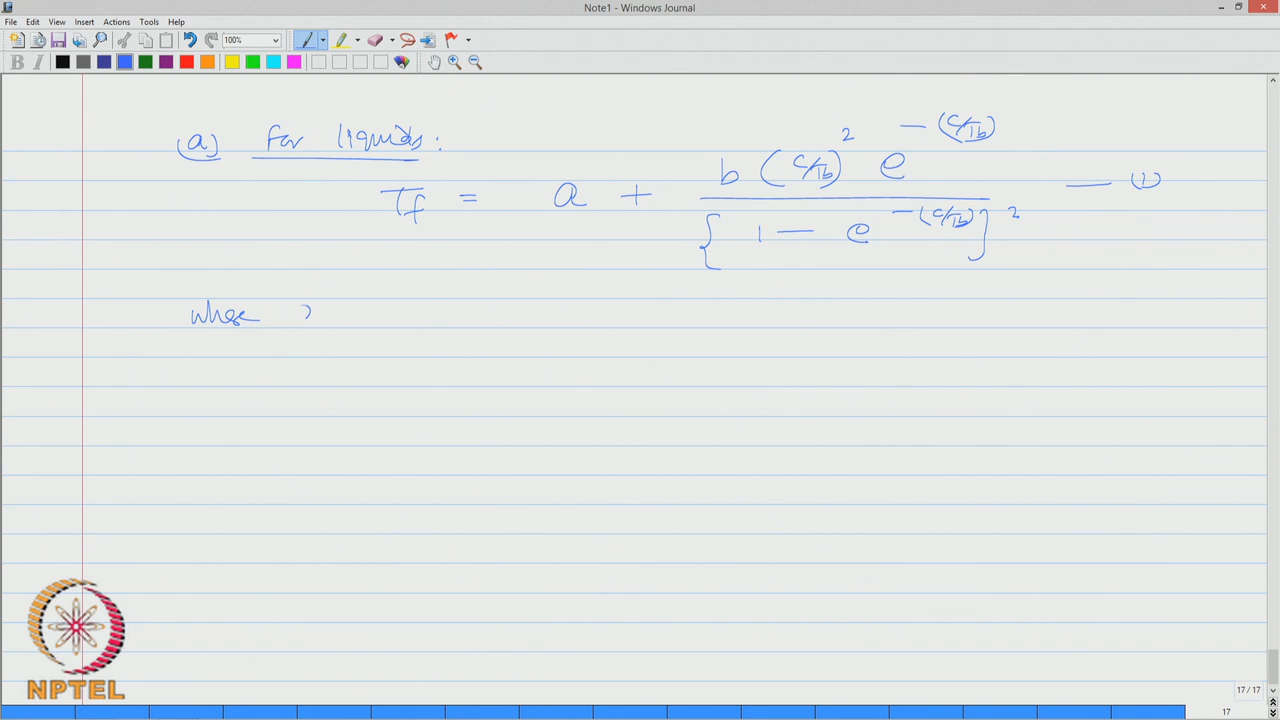 Note1 - Windows Journal
File Edit View Insert Actions Tools Help
100%
B I
(a) For liquids:
Tf = a + b (c/Tb)² e^-(c/Tb) / { 1 - e^-(c/Tb) }² — (1)
where
NPTEL
17 / 17
17